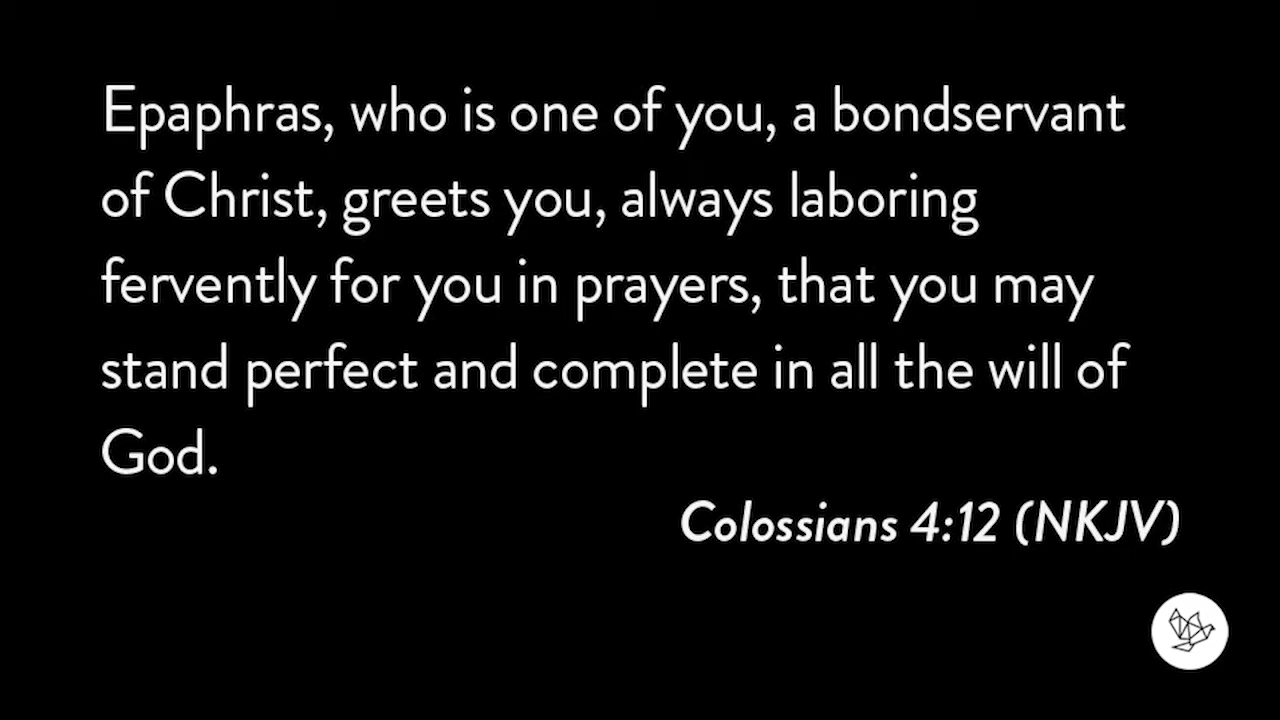 Epaphras, who is one of you, a bondservant
of Christ, greets you, always laboring
fervently for you in prayers, that you may
stand perfect and complete in all the will of
God.
Colossians 4:12 (NKJV)